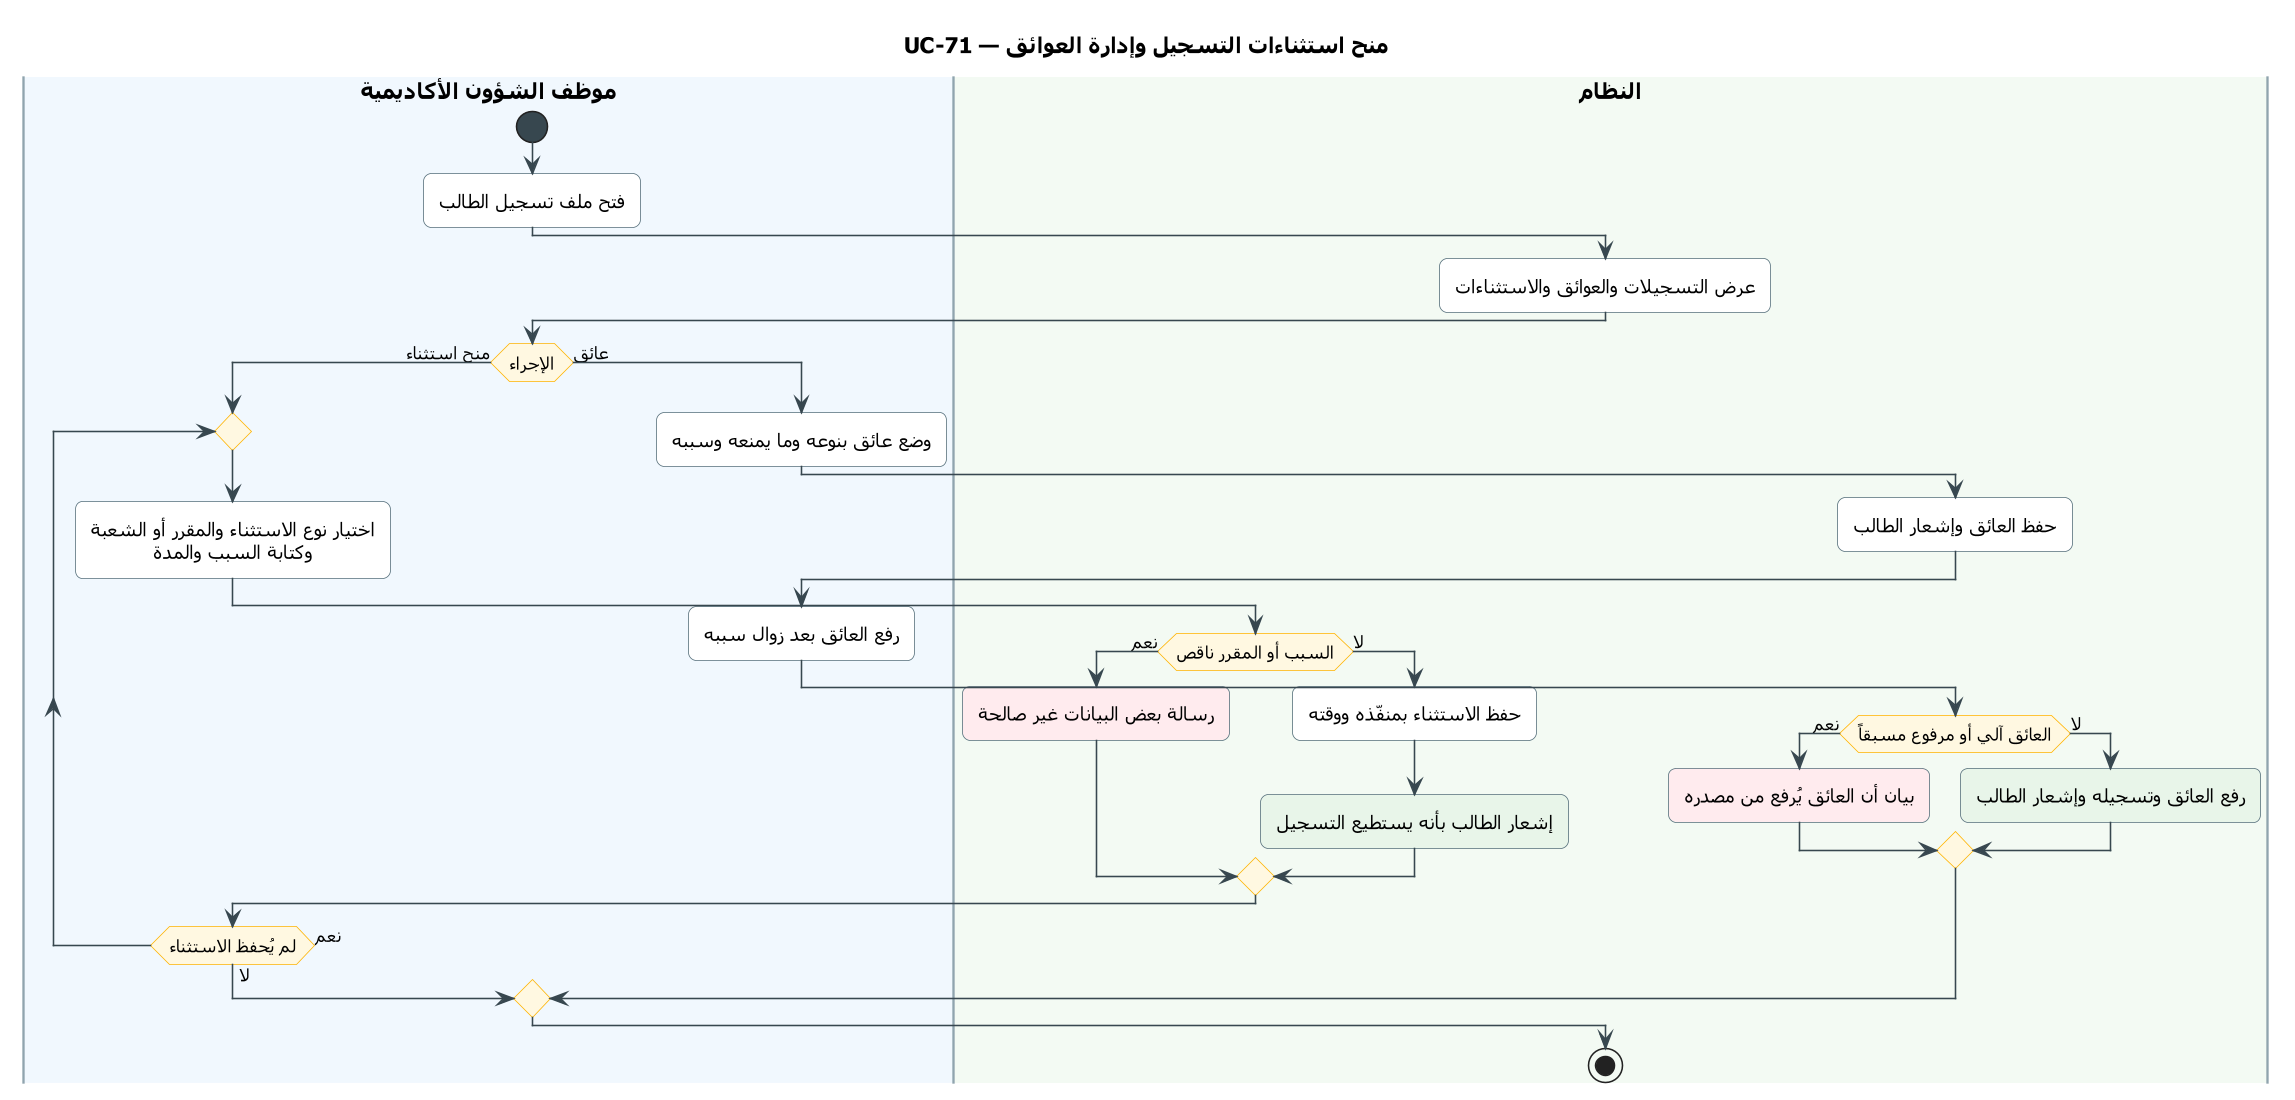 UC-71 — منح استثناءات التسجيل وإدارة العوائق
موظف الشؤون الأكاديمية
النظام
فتح ملف تسجيل الطالب
عرض التسجيلات والعوائق والاستثناءات
منح استثناء
الإجراء
عائق
وضع عائق بنوعه وما يمنعه وسببه
حفظ العائق وإشعار الطالب
اختيار نوع الاستثناء والمقرر أو الشعبة
وكتابة السبب والمدة
رفع العائق بعد زوال سببه
نعم
السبب أو المقرر ناقص
لا
رسالة بعض البيانات غير صالحة
حفظ الاستثناء بمنفّذه ووقته
نعم
العائق آلي أو مرفوع مسبقاً
لا
بيان أن العائق يُرفع من مصدره
رفع العائق وتسجيله وإشعار الطالب
إشعار الطالب بأنه يستطيع التسجيل
لم يُحفظ الاستثناء
نعم
لا